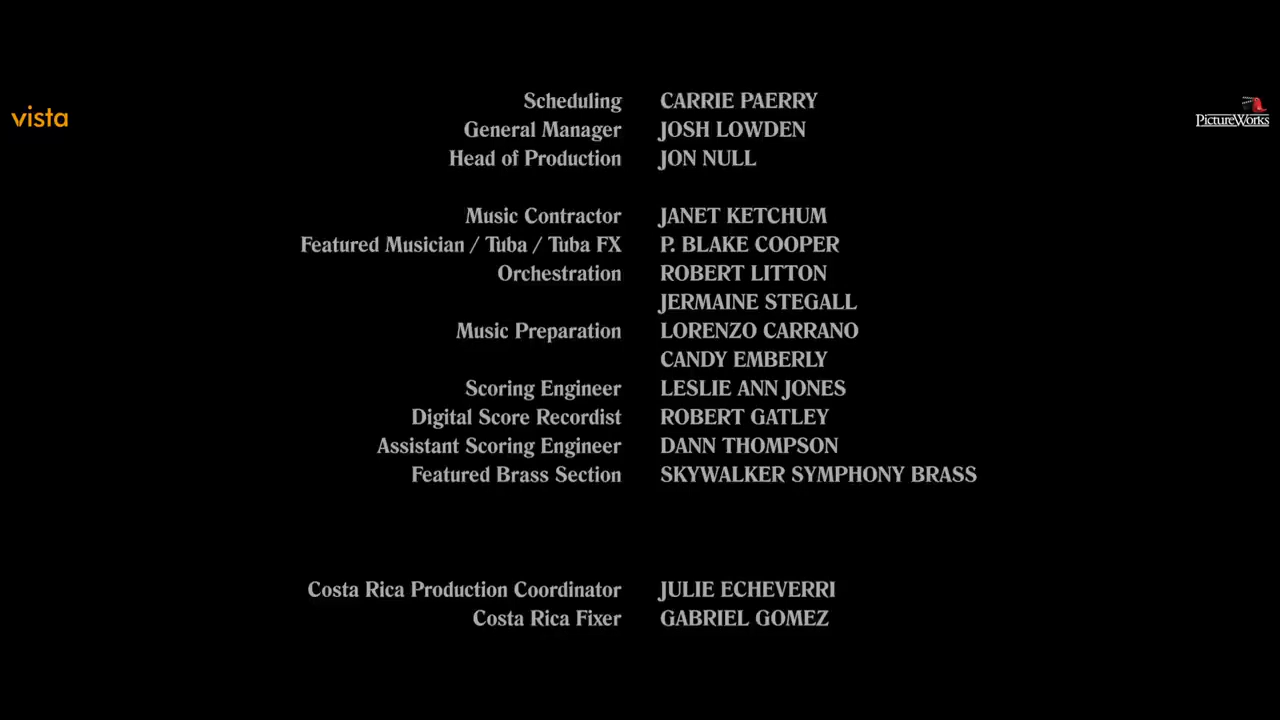 Scheduling CARRIE PAERRY
vista
General Manager JOSH LOWDEN
PictureWorks
Head of Production JON NULL
Music Contractor JANET KETCHUM
Featured Musician / Tuba / Tuba FX P. BLAKE COOPER
Orchestration ROBERT LITTON
JERMAINE STEGALL
Music Preparation LORENZO CARRANO
CANDY EMBERLY
Scoring Engineer LESLIE ANN JONES
Digital Score Recordist ROBERT GATLEY
Assistant Scoring Engineer DANN THOMPSON
Featured Brass Section SKYWALKER SYMPHONY BRASS
Costa Rica Production Coordinator JULIE ECHEVERRI
Costa Rica Fixer GABRIEL GOMEZ